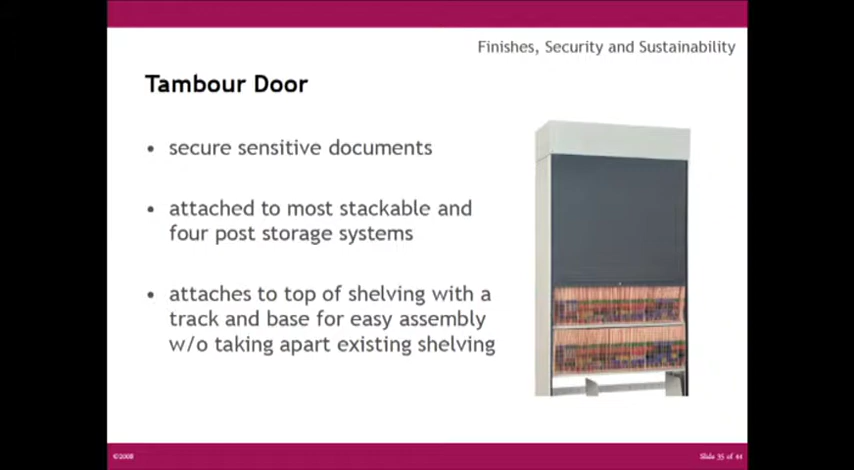 Finishes, Security and Sustainability
Tambour Door
• secure sensitive documents
• attached to most stackable and
four post storage systems
• attaches to top of shelving with a
track and base for easy assembly
w/o taking apart existing shelving
©2008
Slide 35 of 44